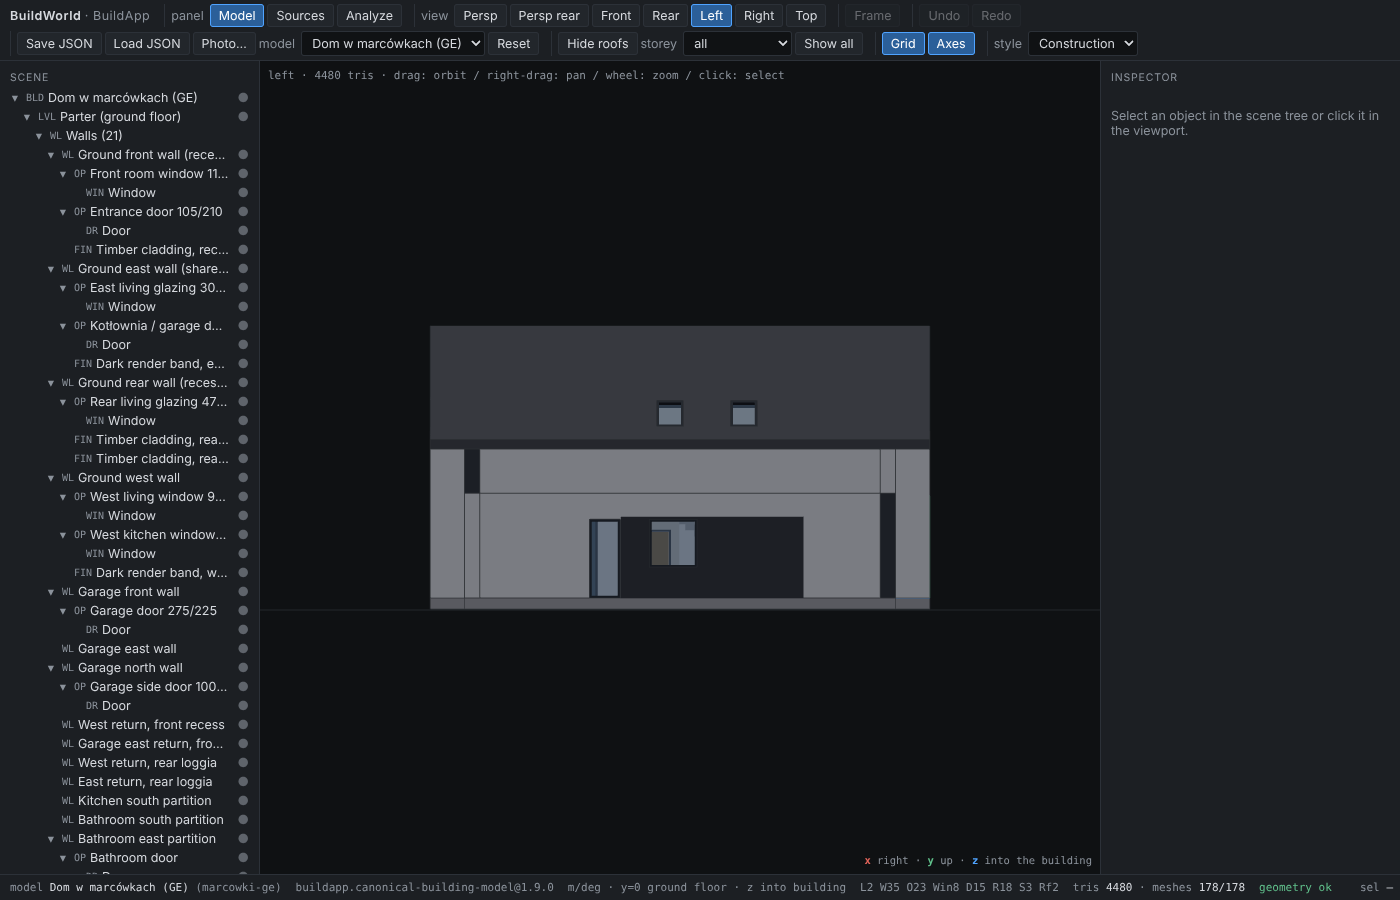 BuildWorld · BuildApp panel Model Sources Analyze view Persp Persp rear Front Rear Left Right Top Frame Undo Redo
Save JSON Load JSON Photo... model Dom w marcówkach (GE) Reset Hide roofs storey all Show all Grid Axes style Construction
SCENE
▼ BLD Dom w marcówkach (GE)
▼ LVL Parter (ground floor)
▼ WL Walls (21)
▼ WL Ground front wall (rece...
▼ OP Front room window 11...
WIN Window
▼ OP Entrance door 105/210
DR Door
FIN Timber cladding, rec...
▼ WL Ground east wall (share...
▼ OP East living glazing 30...
WIN Window
▼ OP Kotłownia / garage d...
DR Door
FIN Dark render band, e...
▼ WL Ground rear wall (reces...
▼ OP Rear living glazing 47...
WIN Window
FIN Timber cladding, rea...
FIN Timber cladding, rea...
▼ WL Ground west wall
▼ OP West living window 9...
WIN Window
▼ OP West kitchen window...
WIN Window
FIN Dark render band, w...
▼ WL Garage front wall
▼ OP Garage door 275/225
DR Door
WL Garage east wall
▼ WL Garage north wall
▼ OP Garage side door 100...
DR Door
WL West return, front recess
WL Garage east return, fro...
WL West return, rear loggia
WL East return, rear loggia
WL Kitchen south partition
WL Bathroom south partition
▼ WL Bathroom east partition
▼ OP Bathroom door
left · 4480 tris · drag: orbit / right-drag: pan / wheel: zoom / click: select
x right · y up · z into the building
INSPECTOR
Select an object in the scene tree or click it in
the viewport.
model Dom w marcówkach (GE) (marcowki-ge) buildapp.canonical-building-model@1.9.0 m/deg · y=0 ground floor · z into building L2 W35 O23 Win8 D15 R18 S3 Rf2 tris 4480 · meshes 178/178 geometry ok sel —